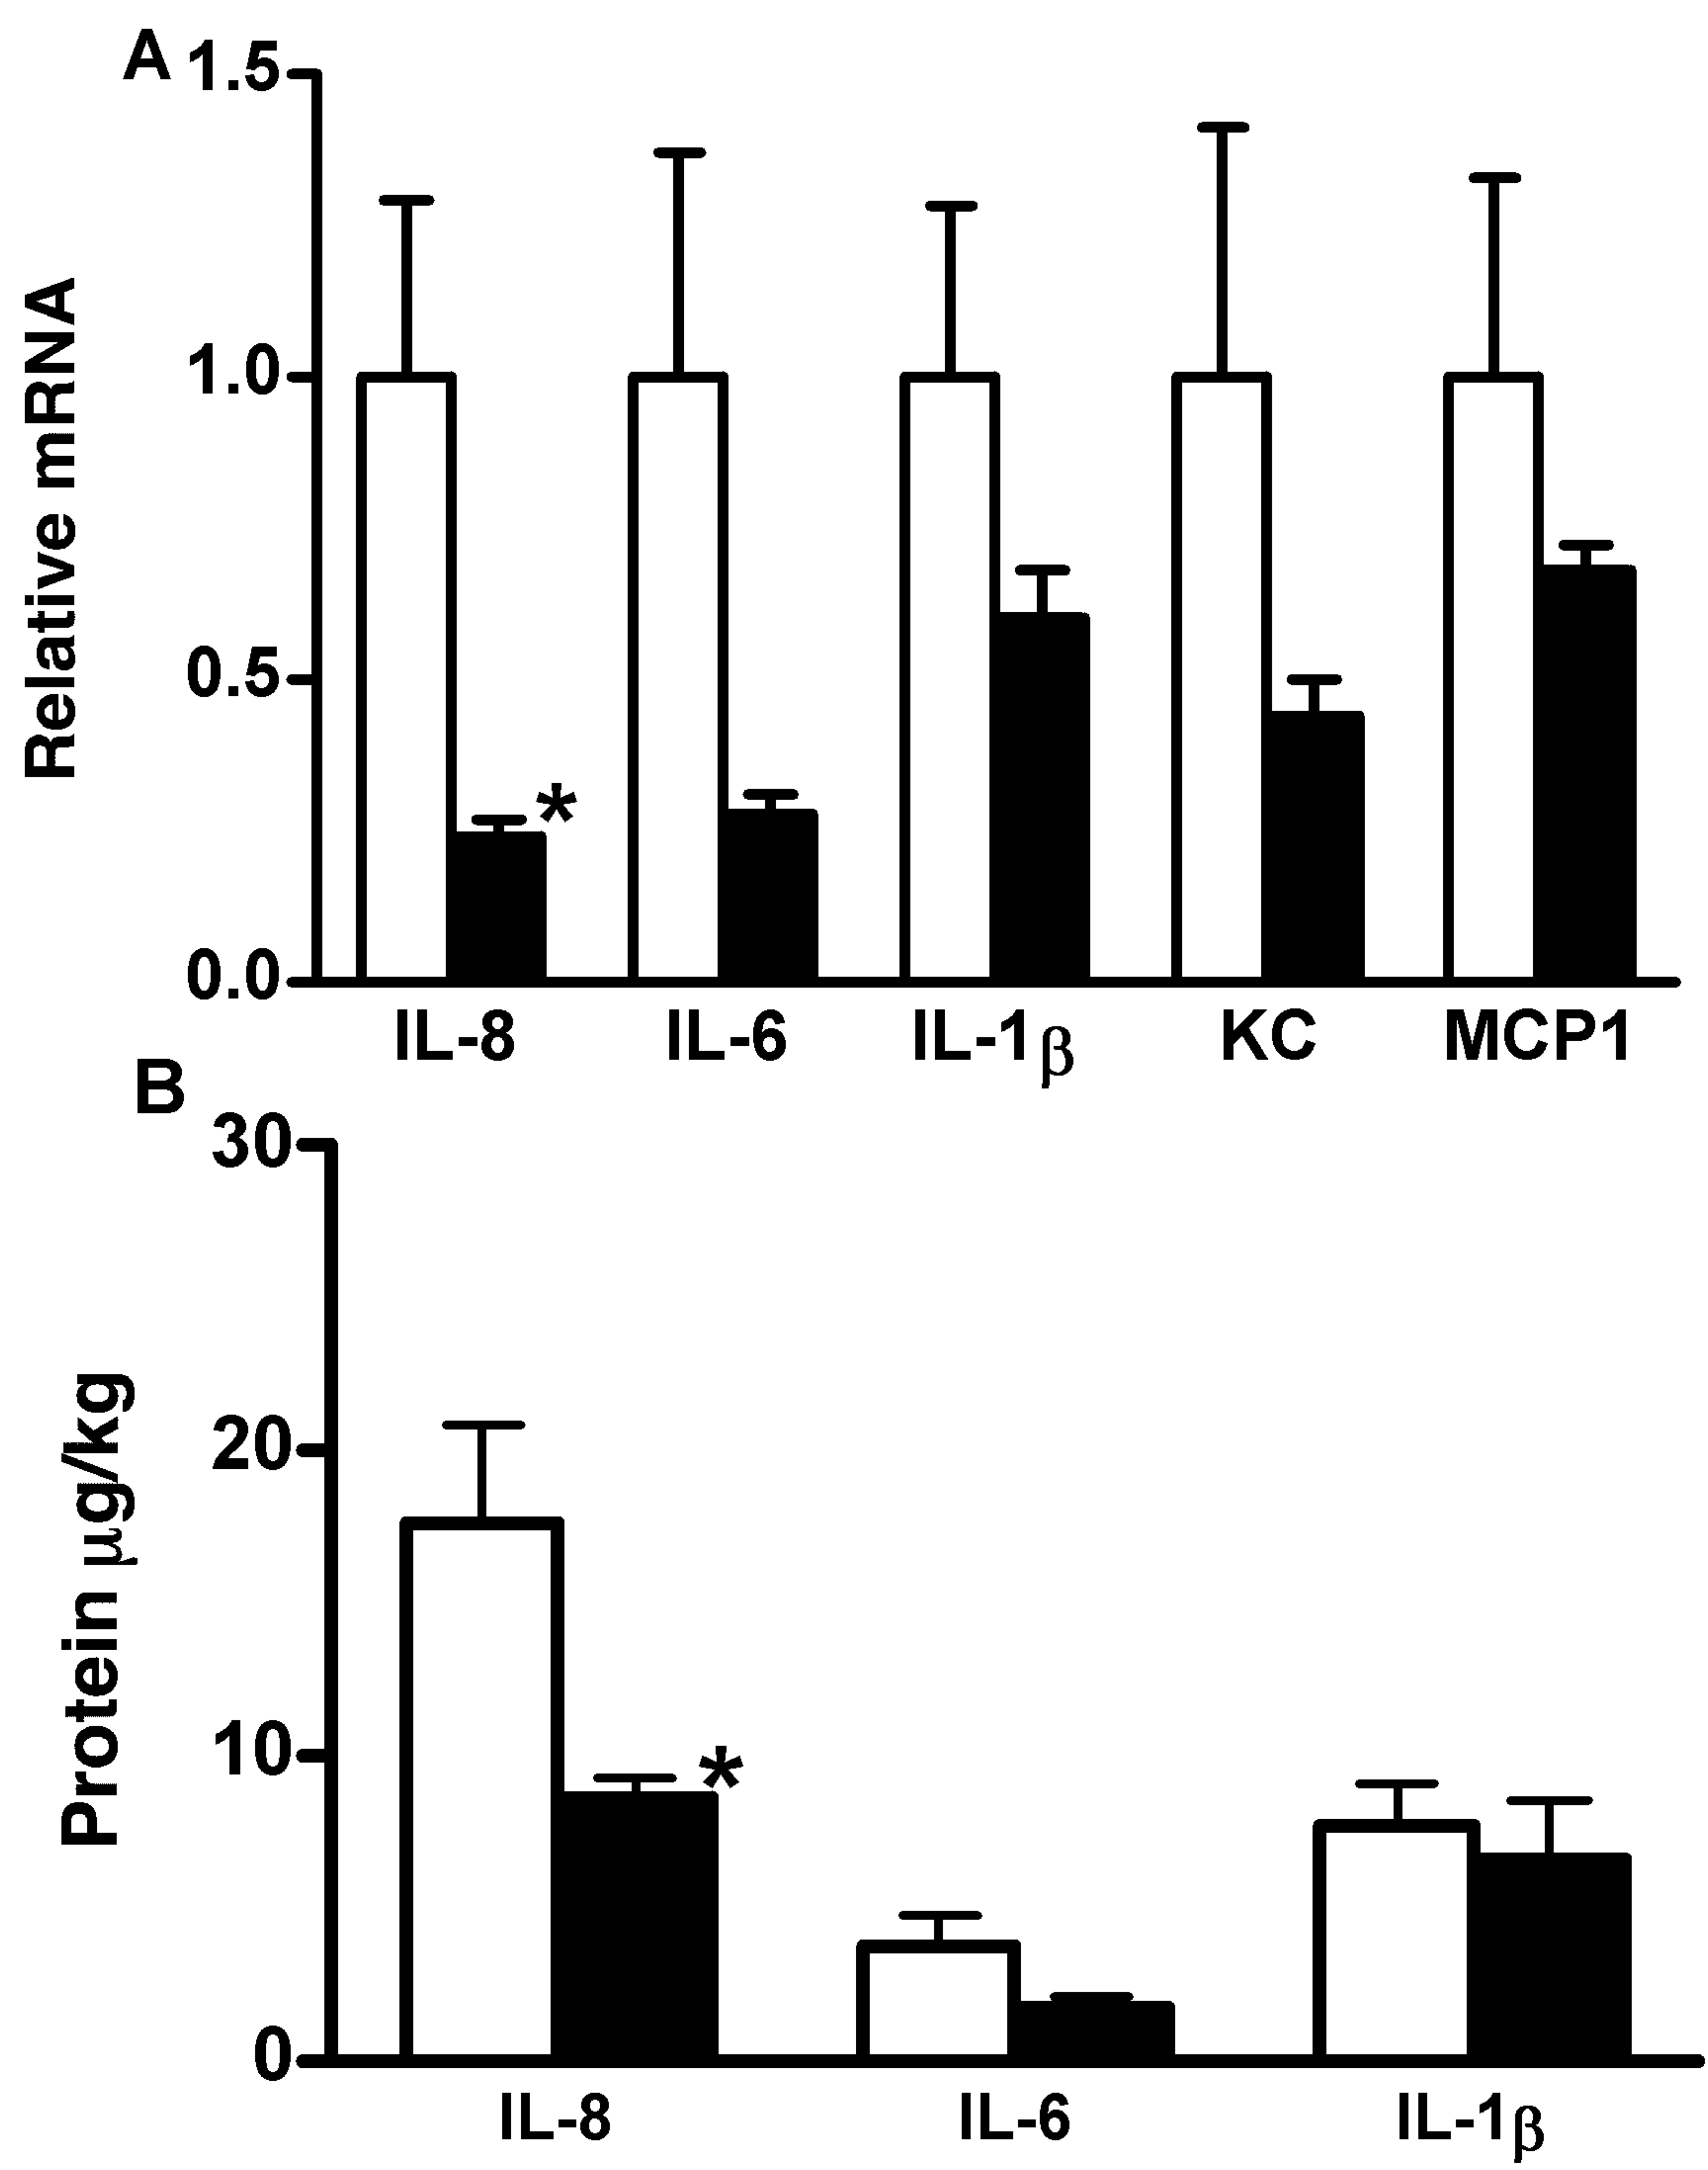 A
1.5
1.0
0.5
0.0
Relative mRNA
*
IL-8 IL-6 IL-1β KC MCP1
B
30
20
10
0
Protein μg/kg
*
IL-8 IL-6 IL-1β